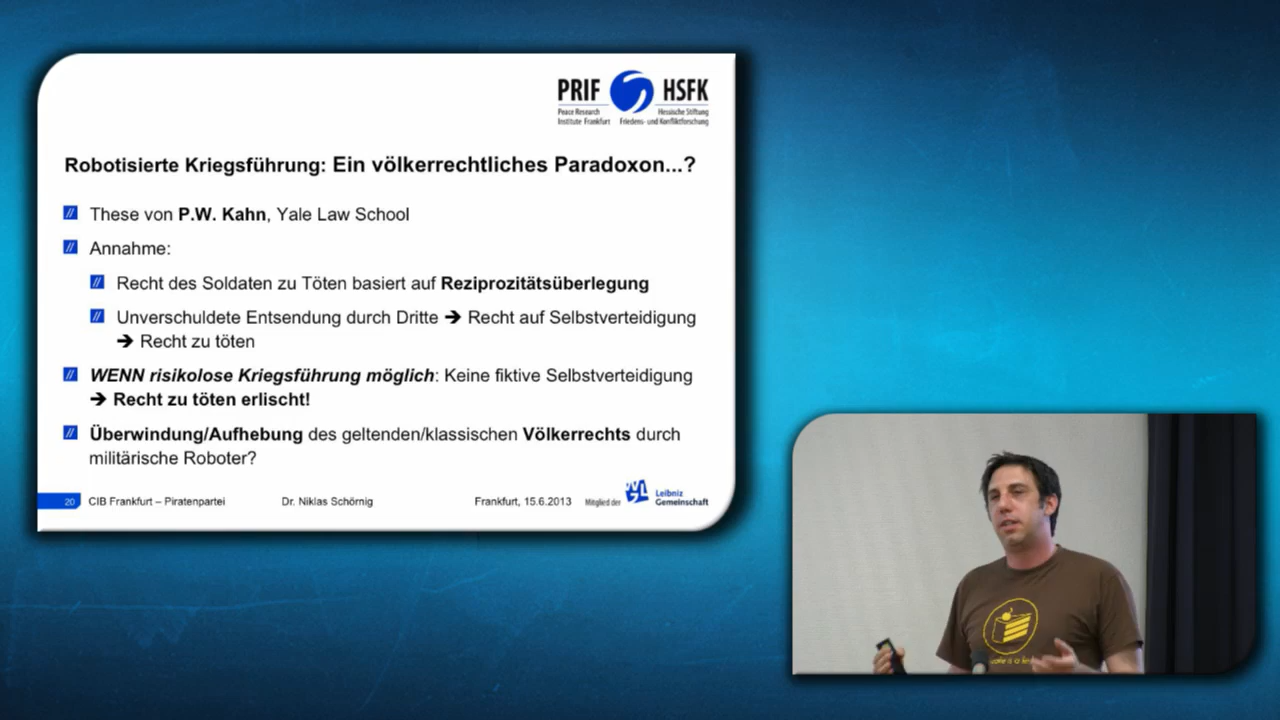 PRIF HSFK
Peace Research Hessische Stiftung
Institute Frankfurt Friedens- und Konfliktforschung
Robotisierte Kriegsführung: Ein völkerrechtliches Paradoxon...?
These von P.W. Kahn, Yale Law School
Annahme:
Recht des Soldaten zu Töten basiert auf Reziprozitätsüberlegung
Unverschuldete Entsendung durch Dritte ➔ Recht auf Selbstverteidigung
➔ Recht zu töten
WENN risikolose Kriegsführung möglich: Keine fiktive Selbstverteidigung
➔ Recht zu töten erlischt!
Überwindung/Aufhebung des geltenden/klassischen Völkerrechts durch
militärische Roboter?
20 CIB Frankfurt – Piratenpartei Dr. Niklas Schörnig Frankfurt, 15.6.2013 Mitglied der Leibniz
Gemeinschaft